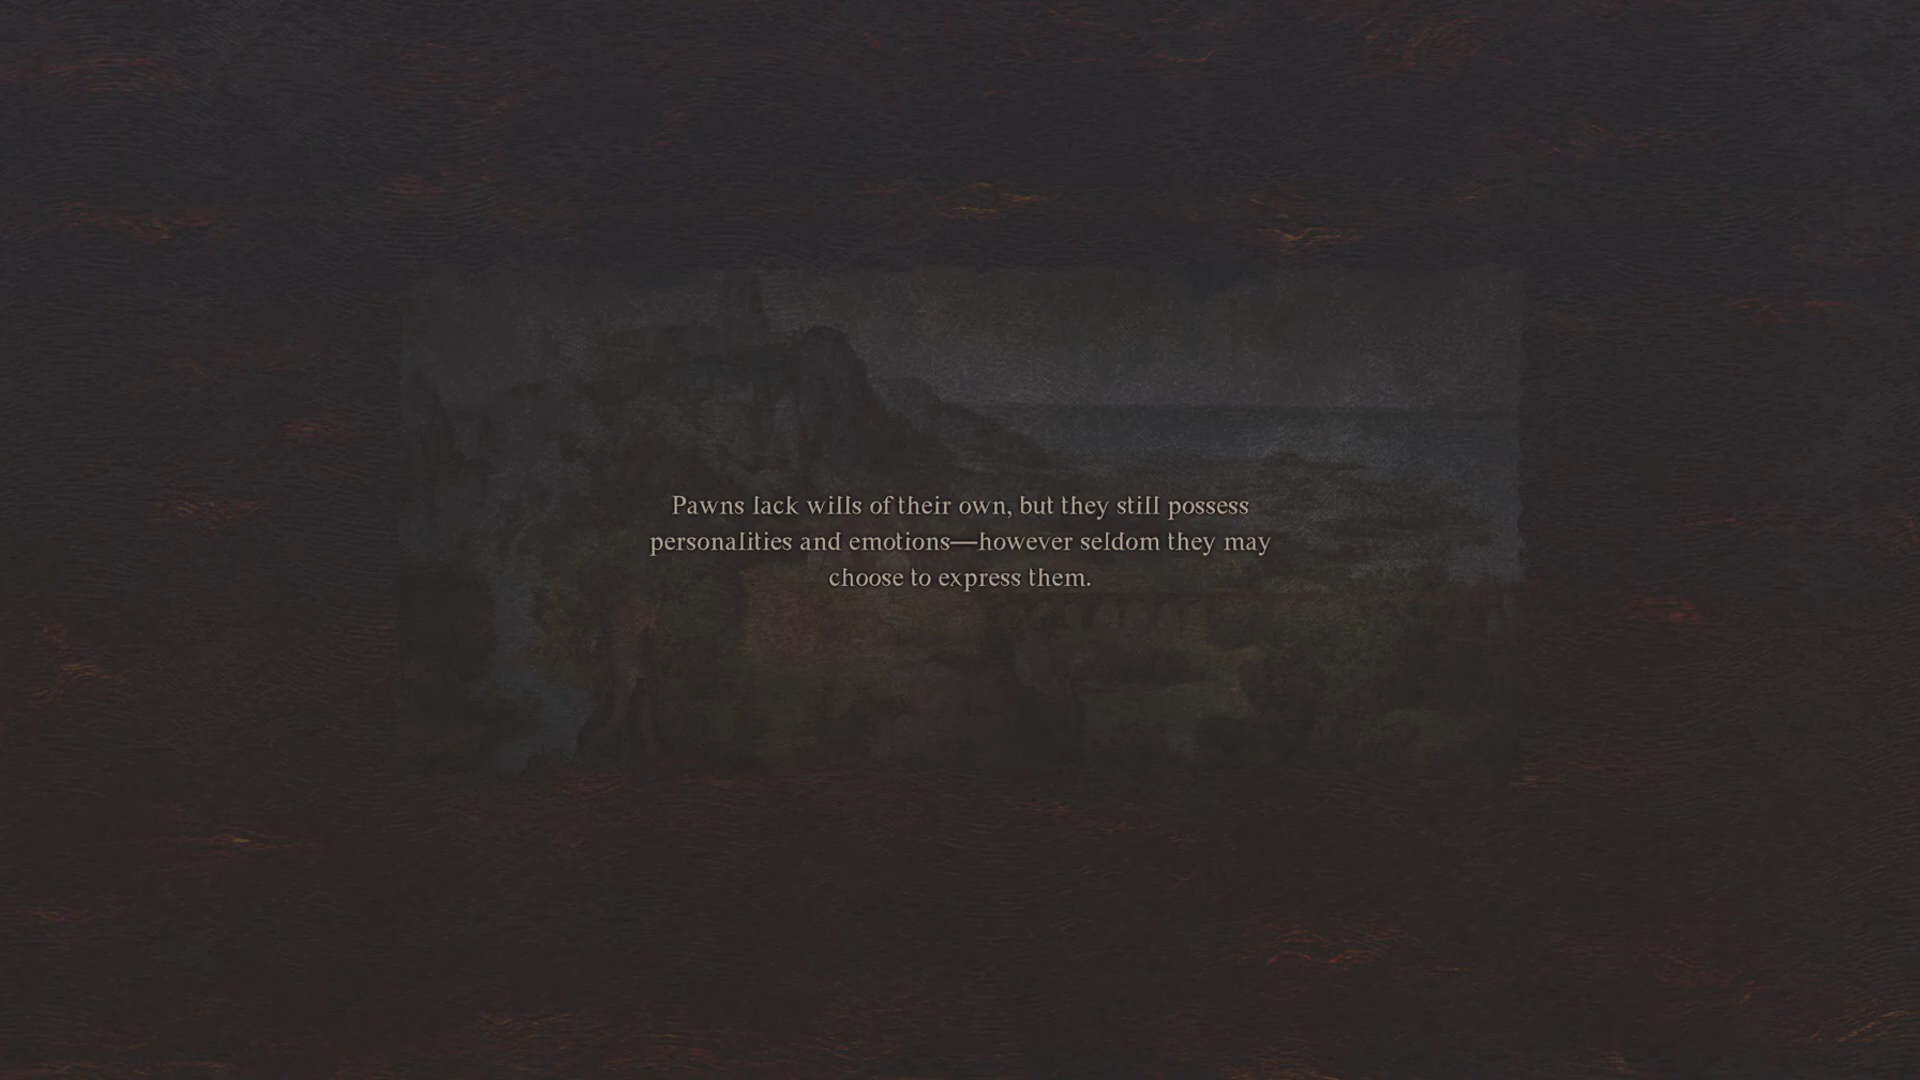 Pawns lack wills of their own, but they still possess
personalities and emotions—however seldom they may
choose to express them.